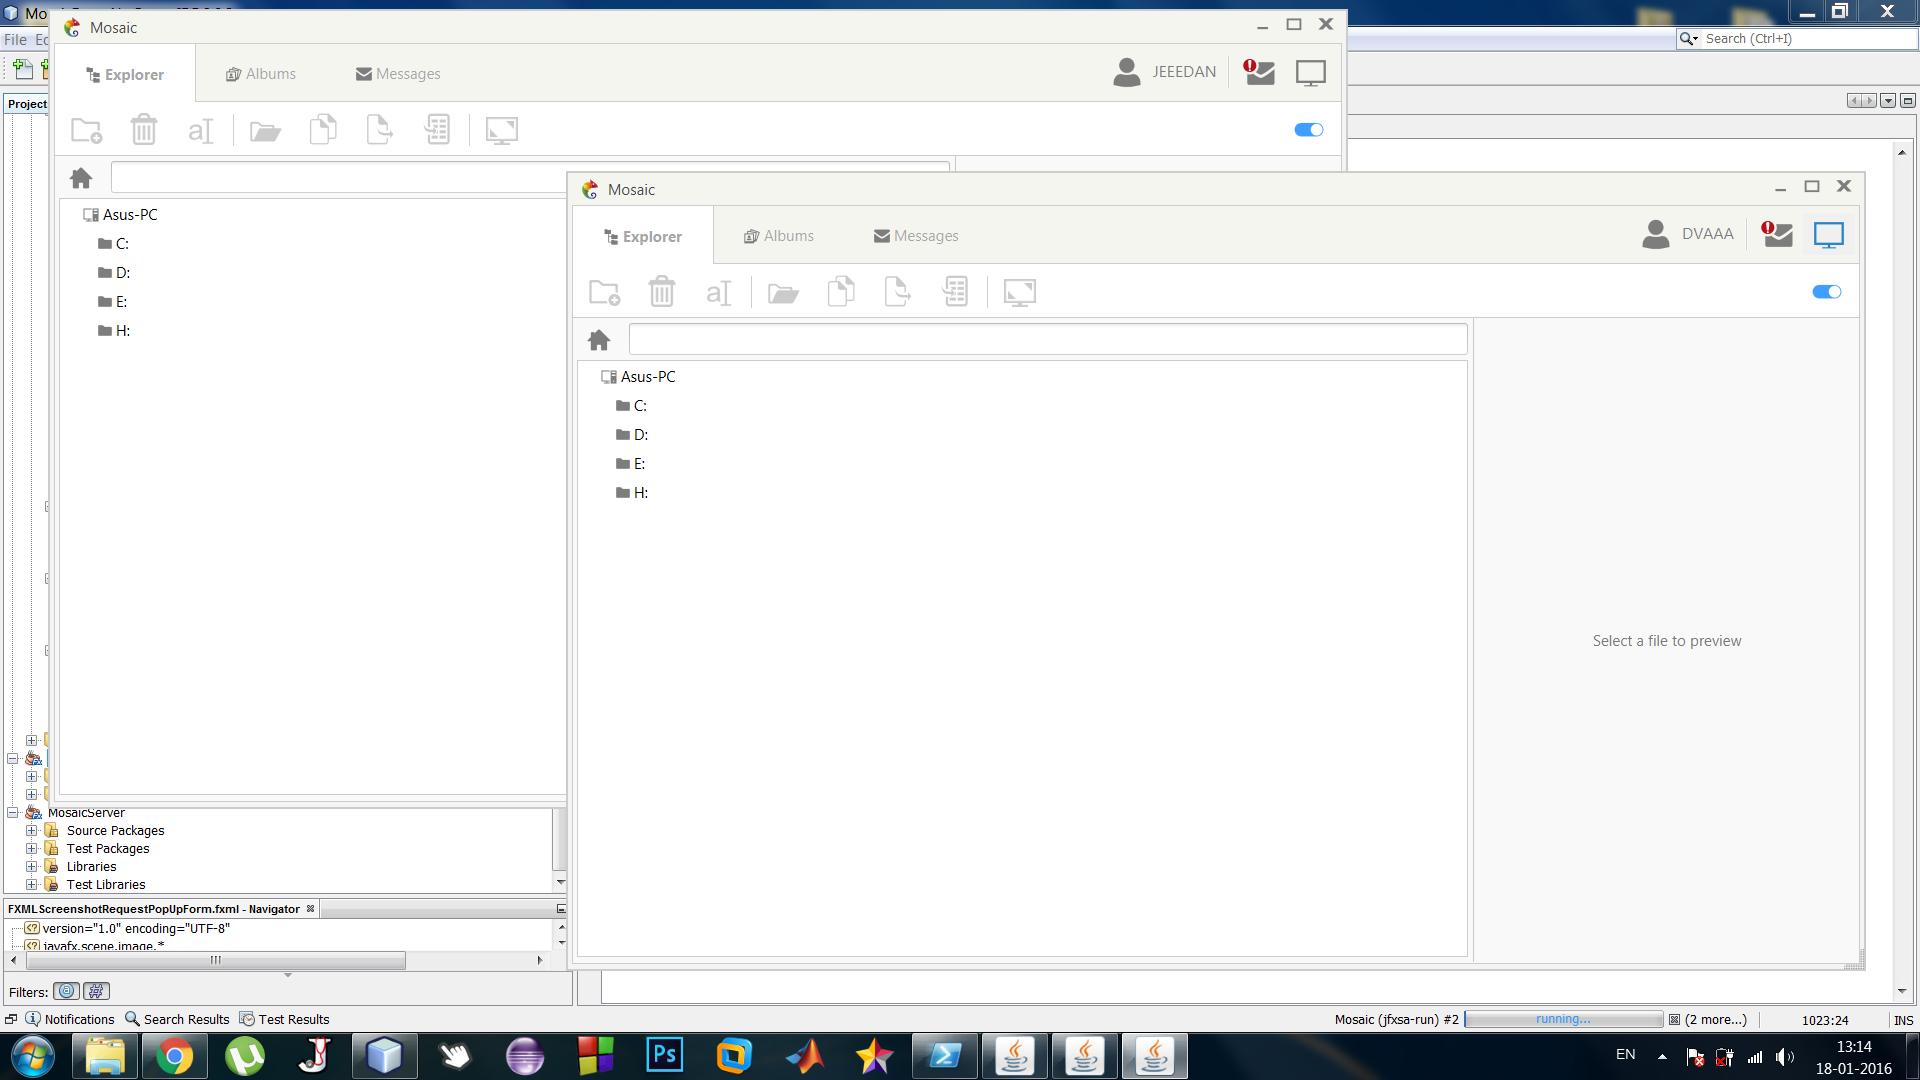 Mo
File Ed
Search (Ctrl+I)
Project
Mosaic
Explorer
Albums
Messages
JEEEDAN
Asus-PC
C:
D:
E:
H:
Mosaic
Explorer
Albums
Messages
DVAAA
Asus-PC
C:
D:
E:
H:
Select a file to preview
MosaicServer
Source Packages
Test Packages
Libraries
Test Libraries
FXMLScreenshotRequestPopUpForm.fxml - Navigator
version="1.0" encoding="UTF-8"
javafx.scene.image.*
Filters:
Notifications
Search Results
Test Results
Mosaic (jfxsa-run) #2
running...
(2 more...)
1023:24
INS
Ps
EN
13:14
18-01-2016